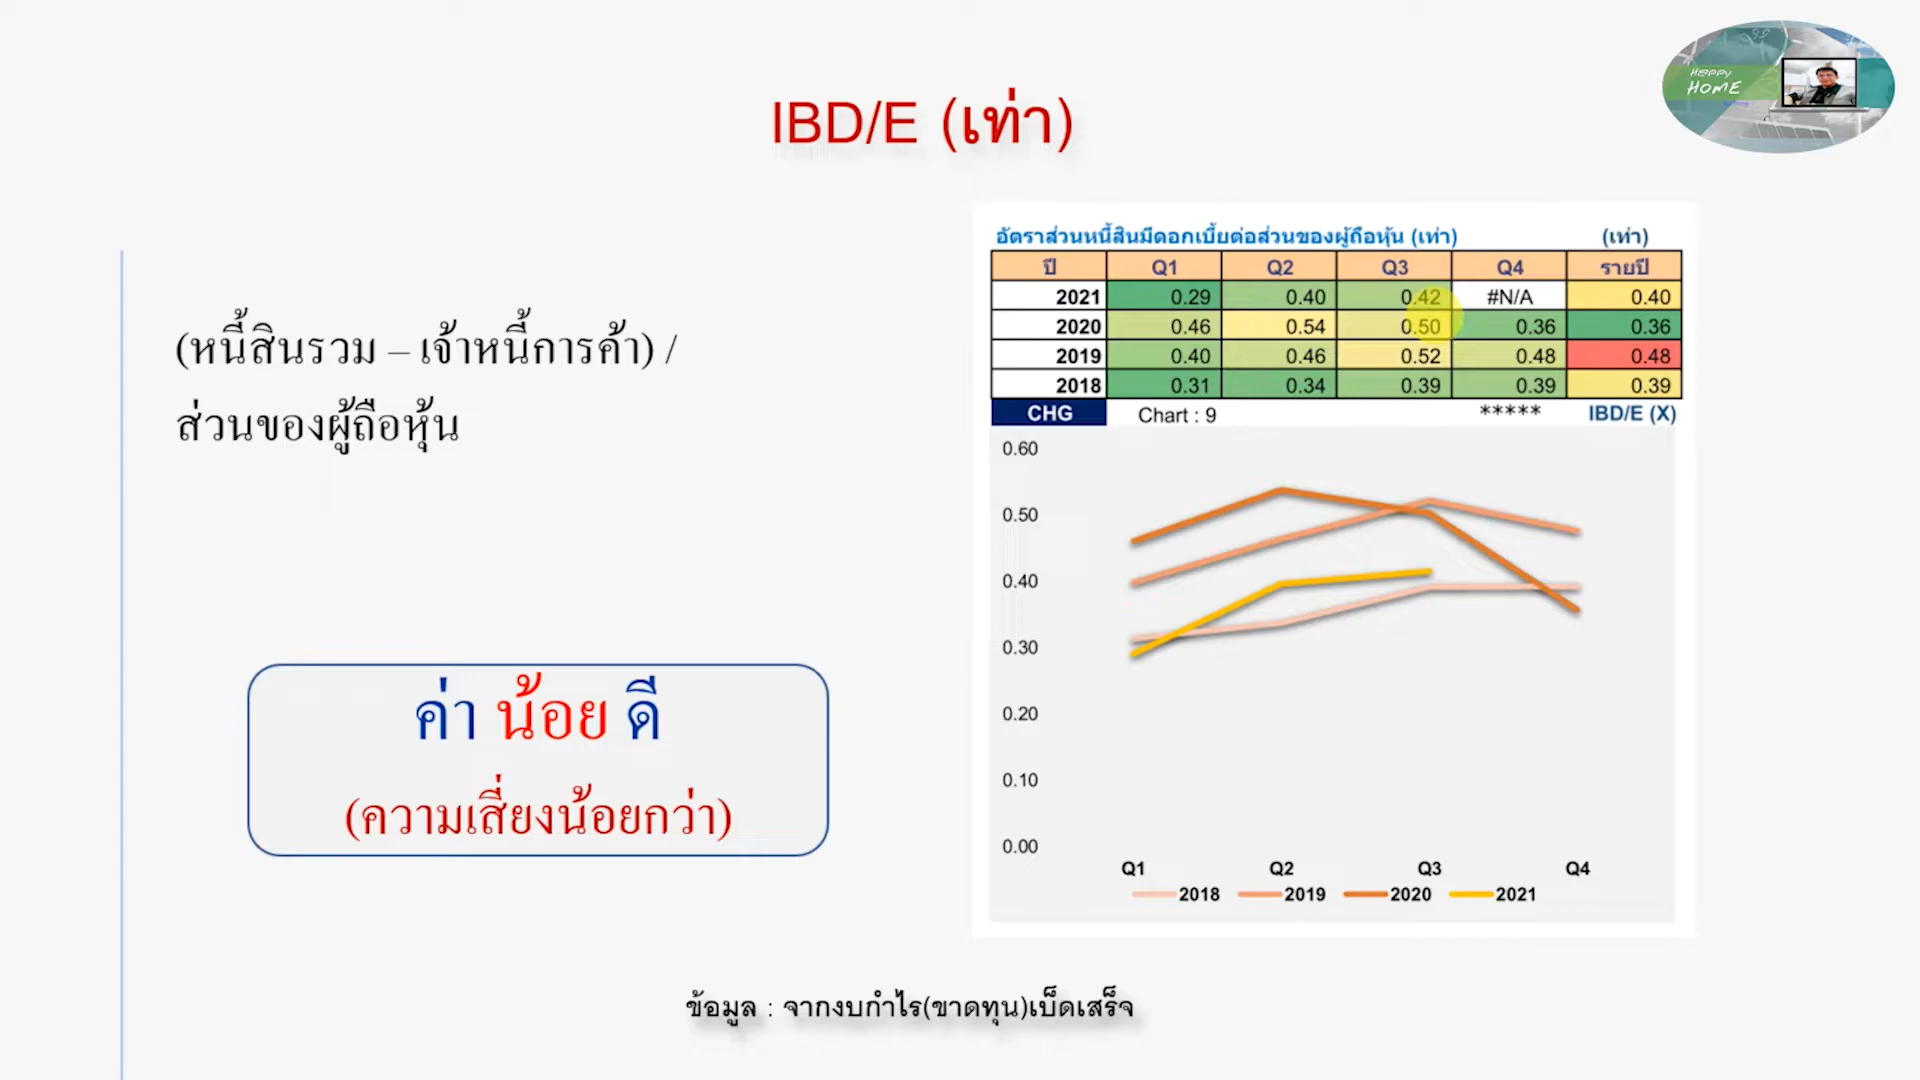 Happy
HOME
IBD/E (เท่า)
(หนี้สินรวม – เจ้าหนี้การค้า) /
ส่วนของผู้ถือหุ้น
ค่า น้อย ดี
(ความเสี่ยงน้อยกว่า)
อัตราส่วนหนี้สินมีดอกเบี้ยต่อส่วนของผู้ถือหุ้น (เท่า) (เท่า)
ปี Q1 Q2 Q3 Q4 รายปี
2021 0.29 0.40 0.42 #N/A 0.40
2020 0.46 0.54 0.50 0.36 0.36
2019 0.40 0.46 0.52 0.48 0.48
2018 0.31 0.34 0.39 0.39 0.39
CHG Chart : 9 ***** IBD/E (X)
0.60
0.50
0.40
0.30
0.20
0.10
0.00
Q1 Q2 Q3 Q4
2018 2019 2020 2021
ข้อมูล : จากงบกำไร(ขาดทุน)เบ็ดเสร็จ